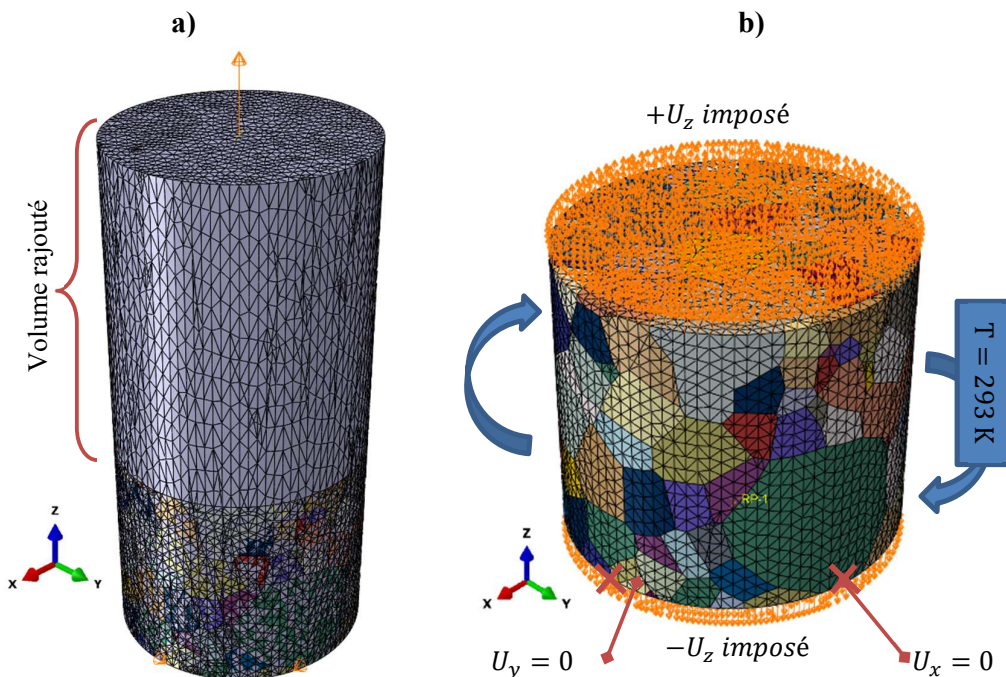 a)
Volume rajouté
Z
X
Y
b)
+U_z imposé
T = 293 K
RP-1
Z
X
Y
−U_z imposé
U_y = 0
U_x = 0